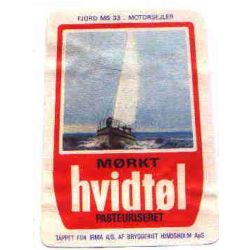 FJORD MS 33 . MOTORSEJLER
MØRKT
hvidtøl
PASTEURISERET
TAPPET FOR IRMA A/S, AF BRYGGERIET HINDSHOLM ApS